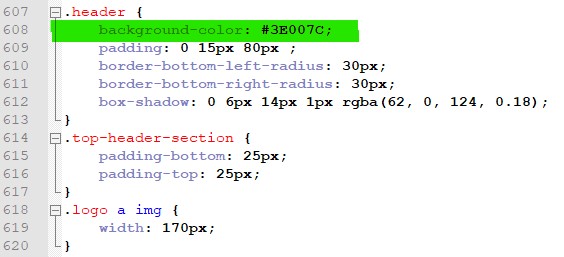 607 .header {
608 background-color: #3E007C;
609 padding: 0 15px 80px ;
610 border-bottom-left-radius: 30px;
611 border-bottom-right-radius: 30px;
612 box-shadow: 0 6px 14px 1px rgba(62, 0, 124, 0.18);
613 }
614 .top-header-section {
615 padding-bottom: 25px;
616 padding-top: 25px;
617 }
618 .logo a img {
619 width: 170px;
620 }